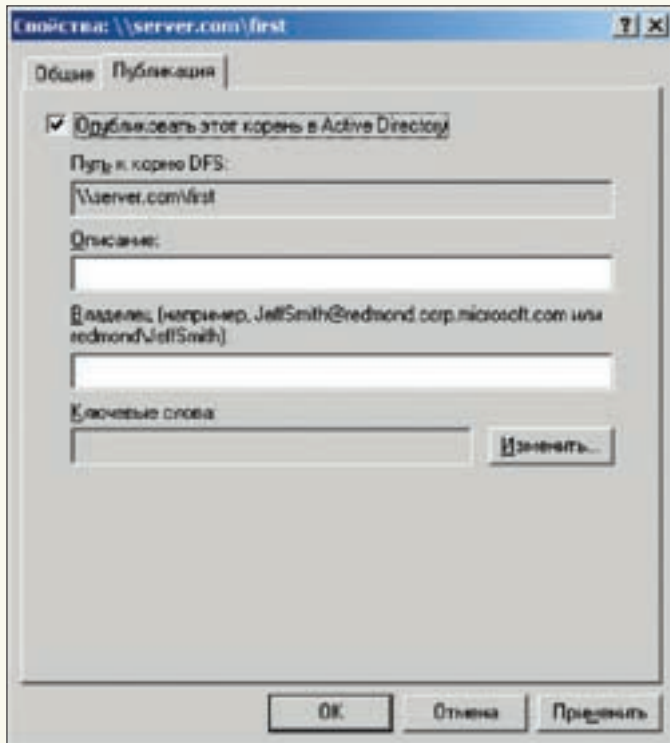 Свойства: \\server.com\first
Общие
Публикация
Опубликовать этот корень в Active Directory
Путь к корню DFS:
\\server.com\first
Описание:
Владелец (например, JeffSmith@redmond.corp.microsoft.com или
redmond\JeffSmith)
Ключевые слова
Изменить...
OK
Отмена
Применить